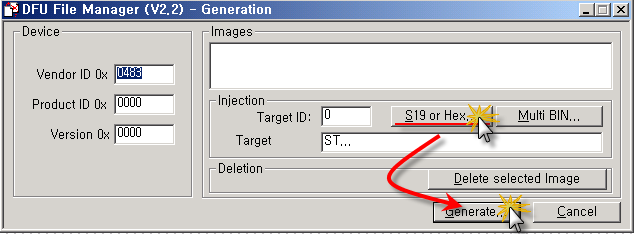 DFU File Manager (V2,2) - Generation
Device
Vendor ID 0x 0483
Product ID 0x 0000
Version 0x 0000
Images
Injection
Target ID: 0 S19 or Hex... Multi BIN,,,
Target ST,,,
Deletion
Delete selected Image
Generate... Cancel